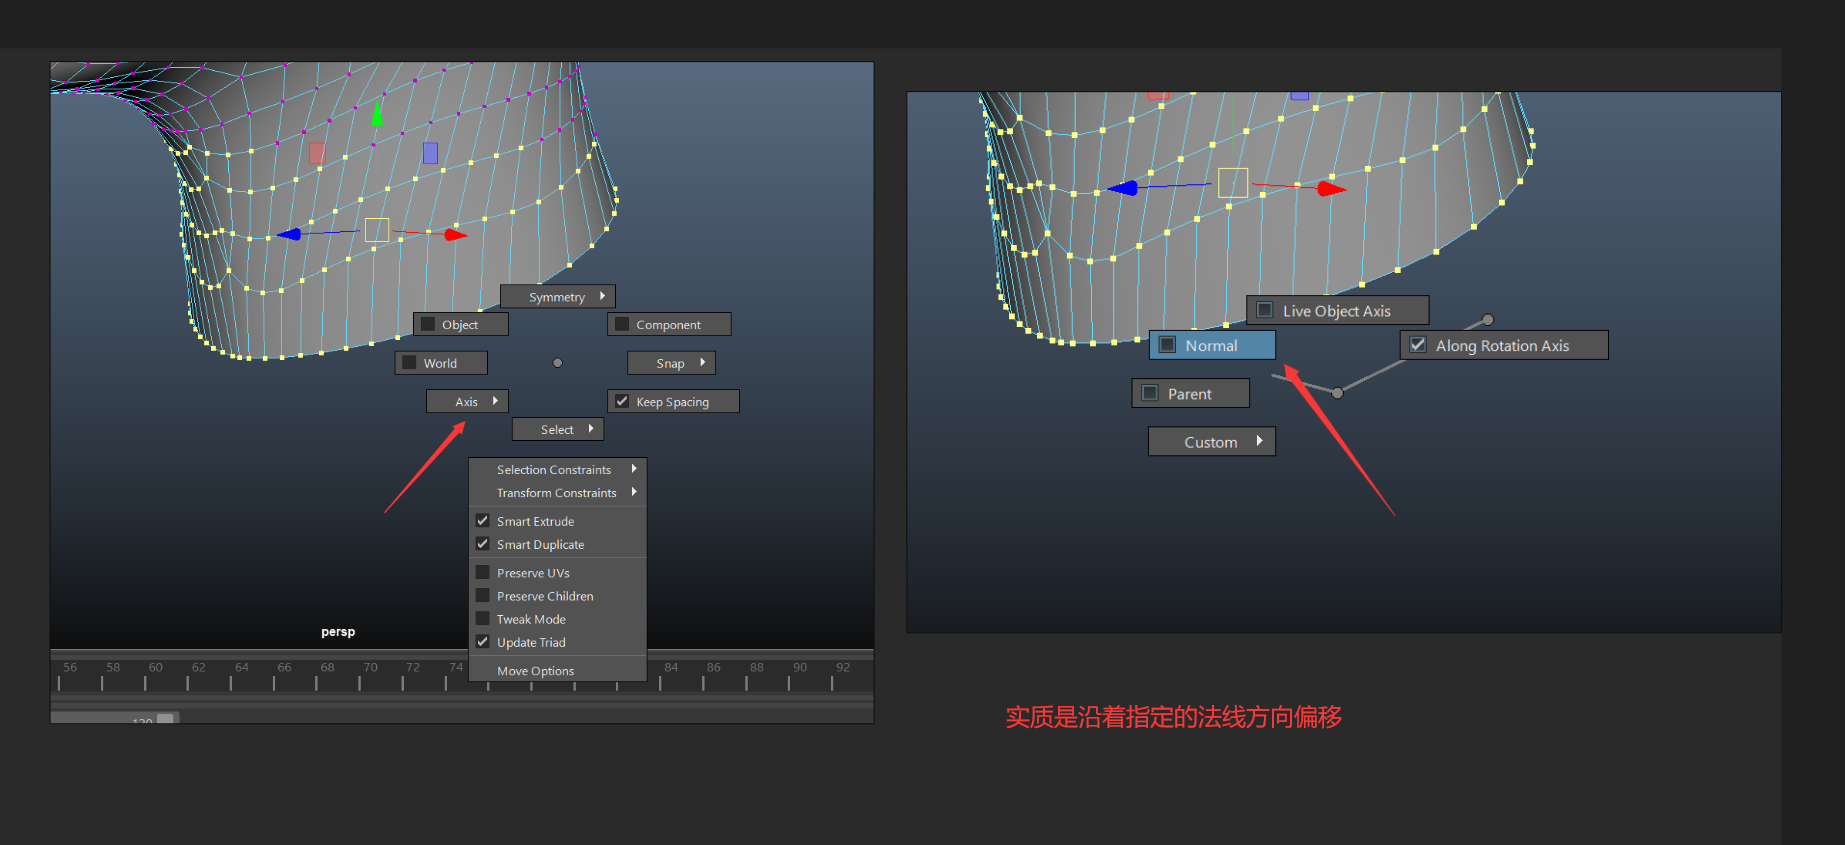 Symmetry
Object
Component
World
Snap
Axis
Keep Spacing
Select
Selection Constraints
Transform Constraints
Smart Extrude
Smart Duplicate
Preserve UVs
Preserve Children
Tweak Mode
Update Triad
Move Options
persp
56 58 60 62 64 66 68 70 72 74 84 86 88 90 92
120
Live Object Axis
Normal
Along Rotation Axis
Parent
Custom
实质是沿着指定的法线方向偏移